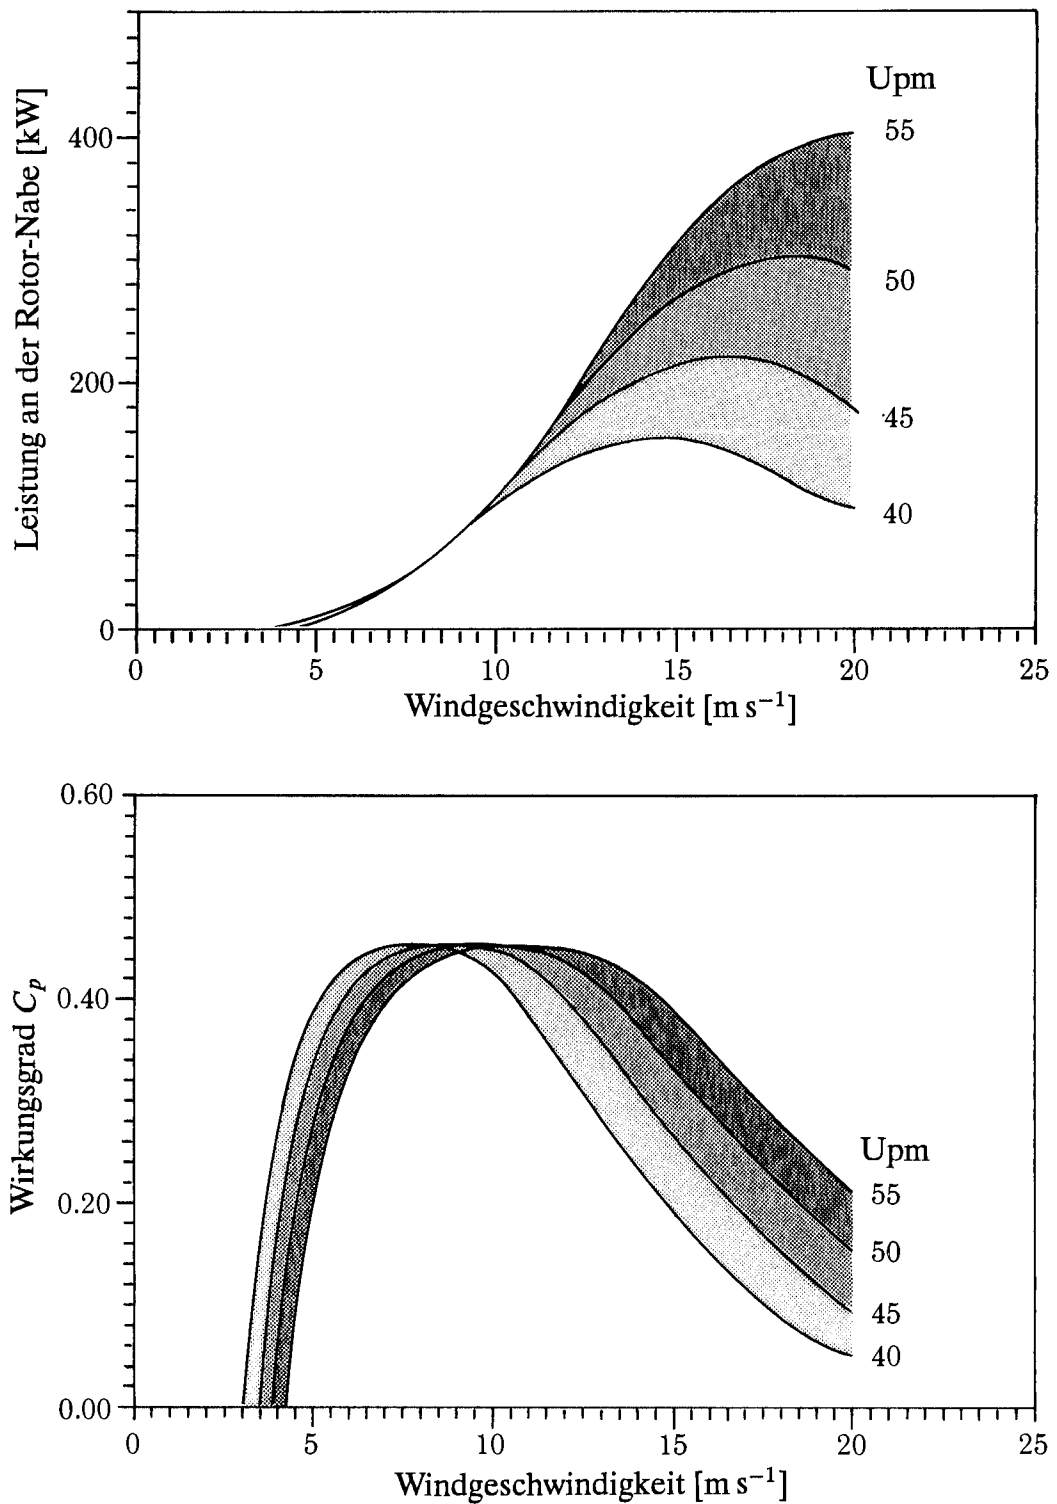 Leistung an der Rotor-Nabe [kW]
Upm
400
55
50
200
45
40
0
0 5 10 15 20 25
Windgeschwindigkeit [m s⁻¹]
Wirkungsgrad Cₚ
0.60
0.40
Upm
0.20
55
50
45
40
0.00
0 5 10 15 20 25
Windgeschwindigkeit [m s⁻¹]